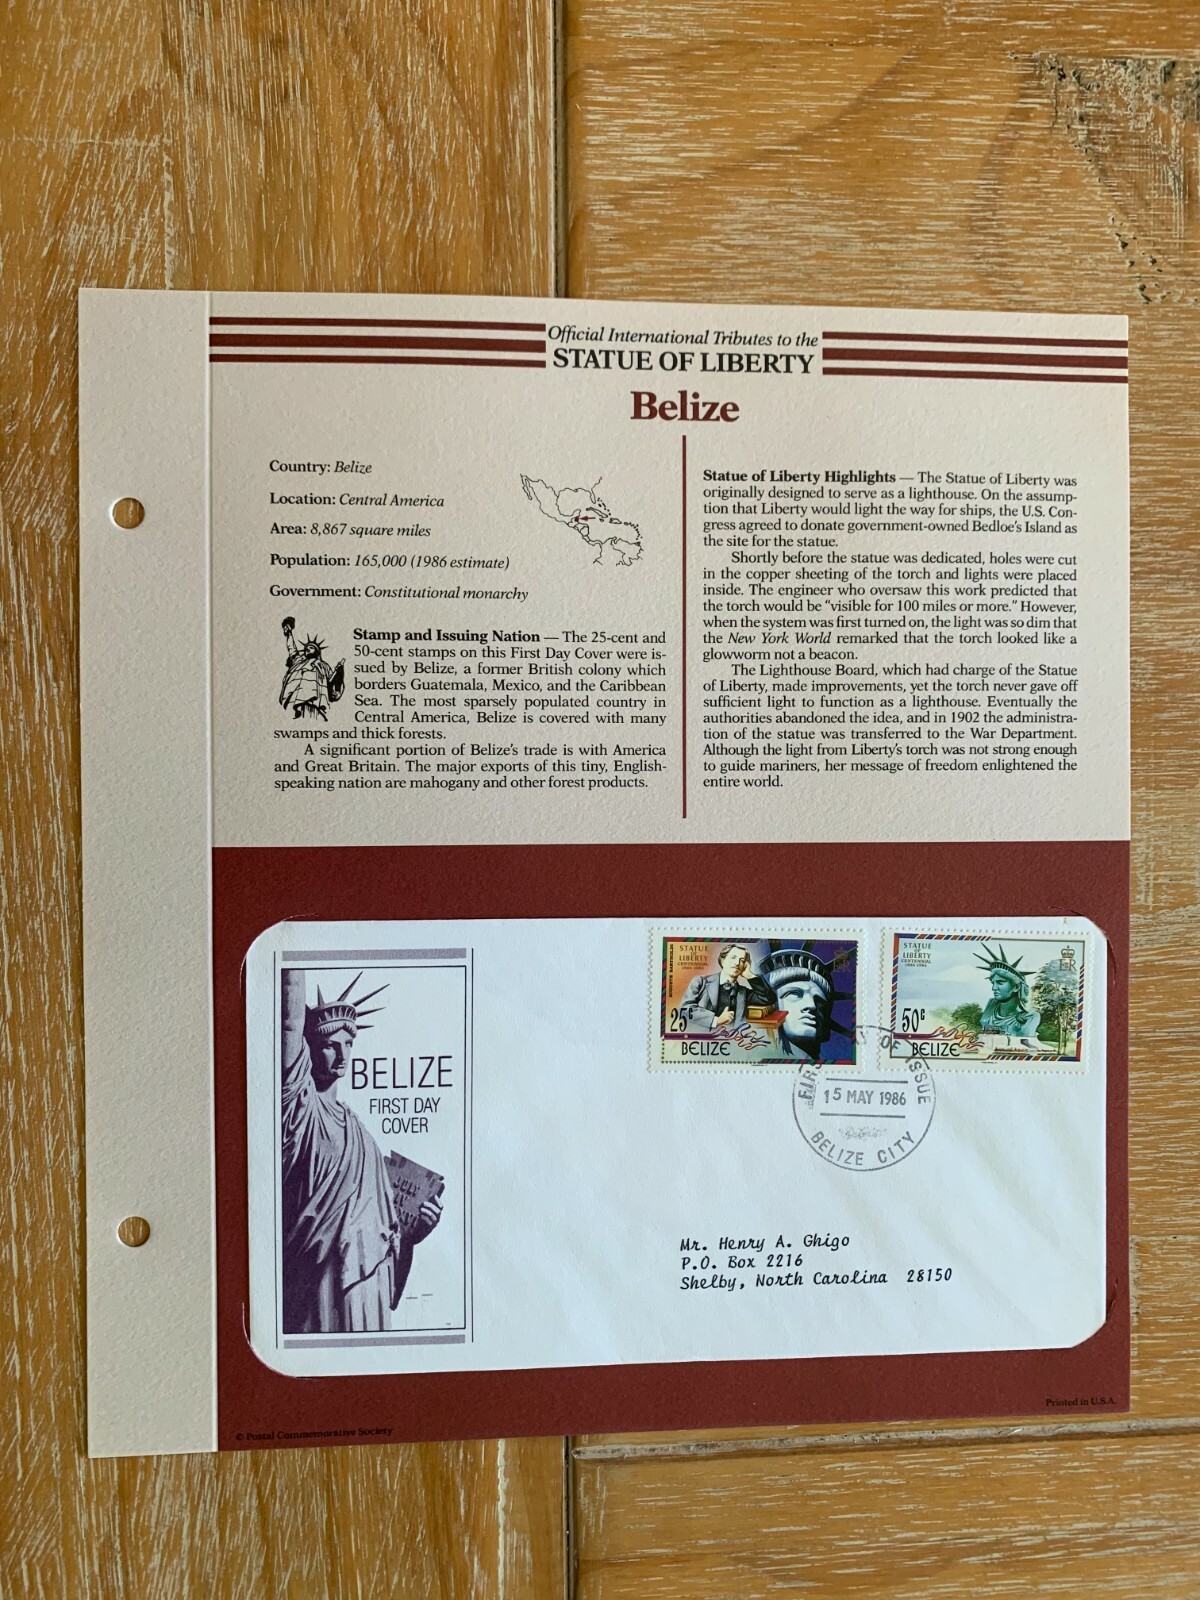 Official International Tributes to the
STATUE OF LIBERTY
Belize
Country: Belize
Location: Central America
Area: 8,867 square miles
Population: 165,000 (1986 estimate)
Government: Constitutional monarchy
Stamp and Issuing Nation — The 25-cent and
50-cent stamps on this First Day Cover were is-
sued by Belize, a former British colony which
borders Guatemala, Mexico, and the Caribbean
Sea. The most sparsely populated country in
Central America, Belize is covered with many
swamps and thick forests.
A significant portion of Belize's trade is with America
and Great Britain. The major exports of this tiny, English-
speaking nation are mahogany and other forest products.
Statue of Liberty Highlights — The Statue of Liberty was
originally designed to serve as a lighthouse. On the assump-
tion that Liberty would light the way for ships, the U.S. Con-
gress agreed to donate government-owned Bedloe's Island as
the site for the statue.
Shortly before the statue was dedicated, holes were cut
in the copper sheeting of the torch and lights were placed
inside. The engineer who oversaw this work predicted that
the torch would be "visible for 100 miles or more." However,
when the system was first turned on, the light was so dim that
the New York World remarked that the torch looked like a
glowworm not a beacon.
The Lighthouse Board, which had charge of the Statue
of Liberty, made improvements, yet the torch never gave off
sufficient light to function as a lighthouse. Eventually the
authorities abandoned the idea, and in 1902 the administra-
tion of the statue was transferred to the War Department.
Although the light from Liberty's torch was not strong enough
to guide mariners, her message of freedom enlightened the
entire world.
BELIZE
FIRST DAY
COVER
JULY
STATUE
OF
LIBERTY
CENTENNIAL
1886-1986
25c
BELIZE
STATUE
OF
LIBERTY
CENTENNIAL
1886-1986
E II R
50c
BELIZE
FIRST DAY OF ISSUE
15 MAY 1986
BELIZE CITY
Mr. Henry A. Ghigo
P.O. Box 2216
Shelby, North Carolina 28150
© Postal Commemorative Society
Printed in U.S.A.